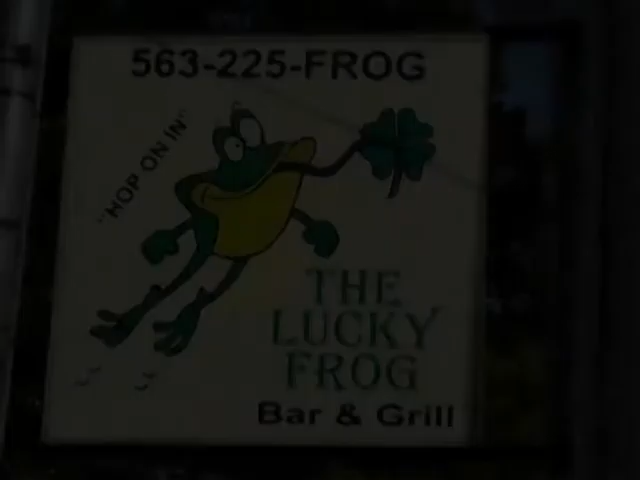 563-225-FROG
"HOP ON IN"
THE
LUCKY
FROG
Bar & Grill